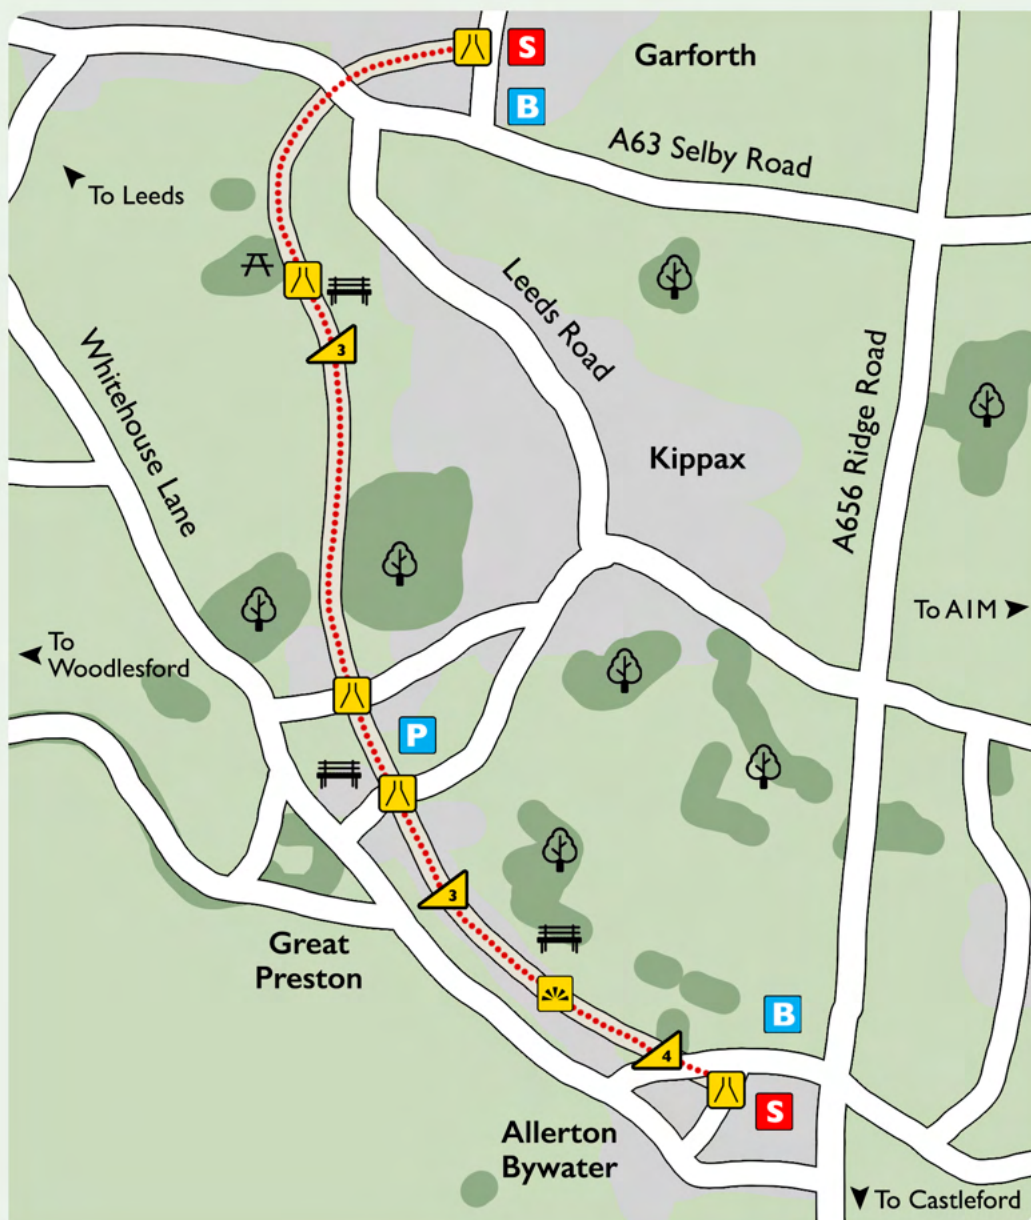 S
Garforth
B
A63 Selby Road
To Leeds
Leeds Road
3
Whitehouse Lane
A656 Ridge Road
Kippax
To AIM
To
Woodlesford
P
3
Great
Preston
B
4
S
Allerton
Bywater
To Castleford